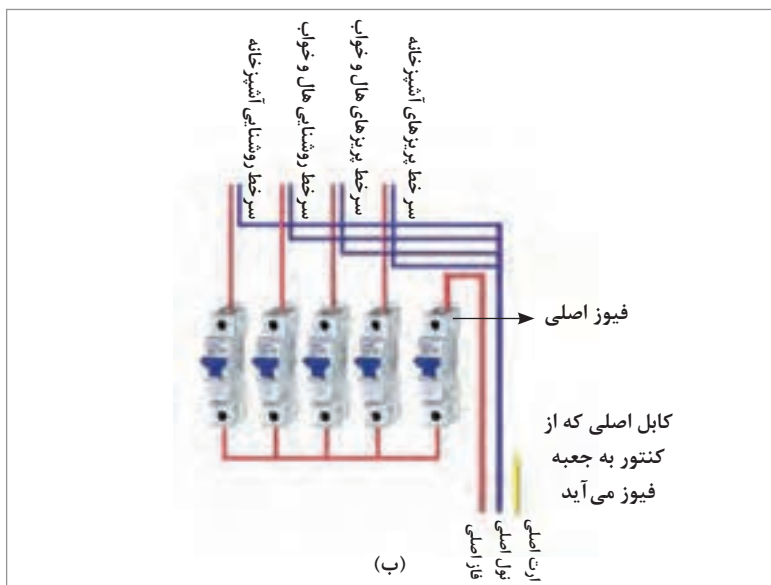 سرخط پریزهای آشپزخانه
سرخط پریزهای هال و خواب
سرخط روشنایی هال و خواب
سرخط روشنایی آشپزخانه
فیوز اصلی
کابل اصلی که از
کنتور به جعبه
فیوز می‌آید
ارت اصلی
نول اصلی
فاز اصلی
(ب)